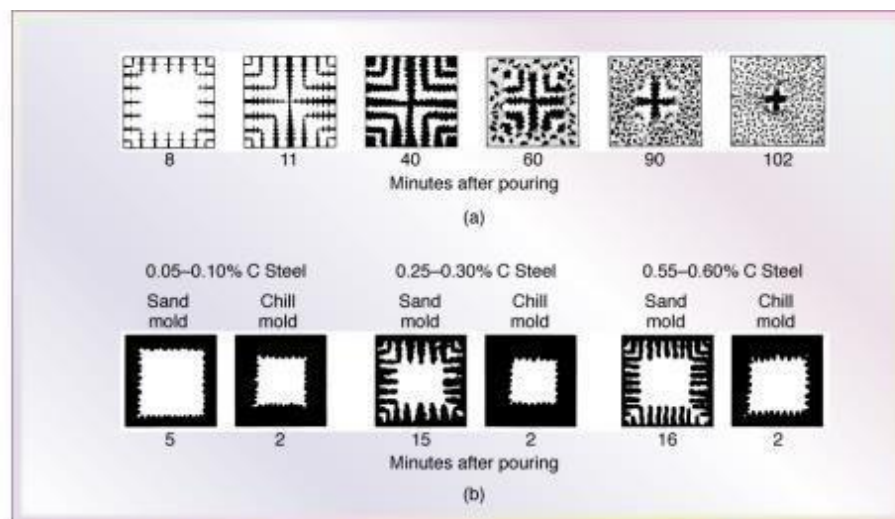 8 11 40 60 90 102
Minutes after pouring
(a)
0.05–0.10% C Steel 0.25–0.30% C Steel 0.55–0.60% C Steel
Sand Chill Sand Chill Sand Chill
mold mold mold mold mold mold
5 2 15 2 16 2
Minutes after pouring
(b)